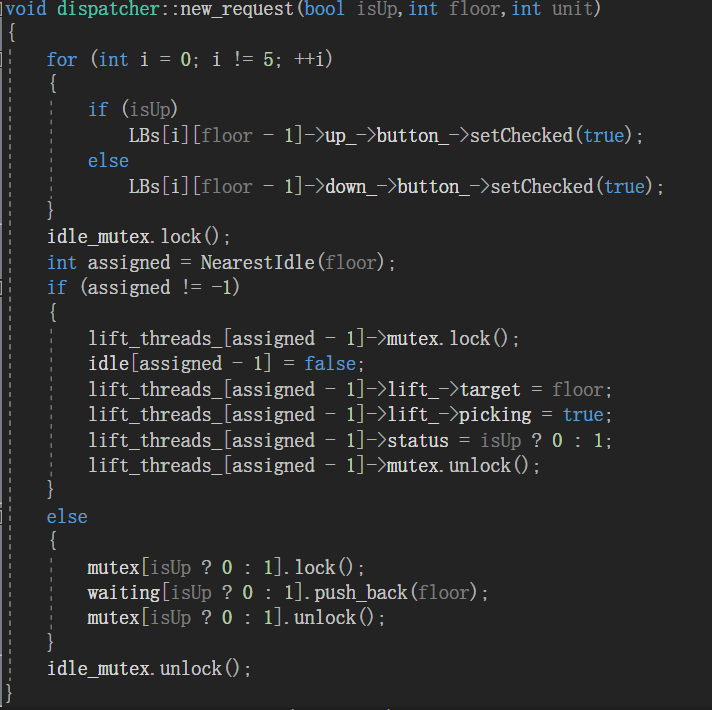 void dispatcher::new_request(bool isUp,int floor,int unit)
{
    for (int i = 0; i != 5; ++i)
    {
        if (isUp)
            LBs[i][floor - 1]->up_->button_->setChecked(true);
        else
            LBs[i][floor - 1]->down_->button_->setChecked(true);
    }
    idle_mutex.lock();
    int assigned = NearestIdle(floor);
    if (assigned != -1)
    {
        lift_threads_[assigned - 1]->mutex.lock();
        idle[assigned - 1] = false;
        lift_threads_[assigned - 1]->lift_->target = floor;
        lift_threads_[assigned - 1]->lift_->picking = true;
        lift_threads_[assigned - 1]->status = isUp ? 0 : 1;
        lift_threads_[assigned - 1]->mutex.unlock();
    }
    else
    {
        mutex[isUp ? 0 : 1].lock();
        waiting[isUp ? 0 : 1].push_back(floor);
        mutex[isUp ? 0 : 1].unlock();
    }
    idle_mutex.unlock();
}